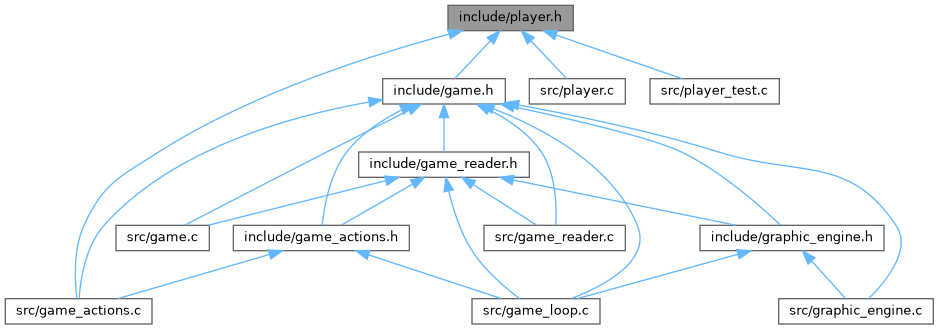 include/player.h
include/game.h
src/player.c
src/player_test.c
include/game_reader.h
src/game.c
include/game_actions.h
src/game_reader.c
include/graphic_engine.h
src/game_actions.c
src/game_loop.c
src/graphic_engine.c